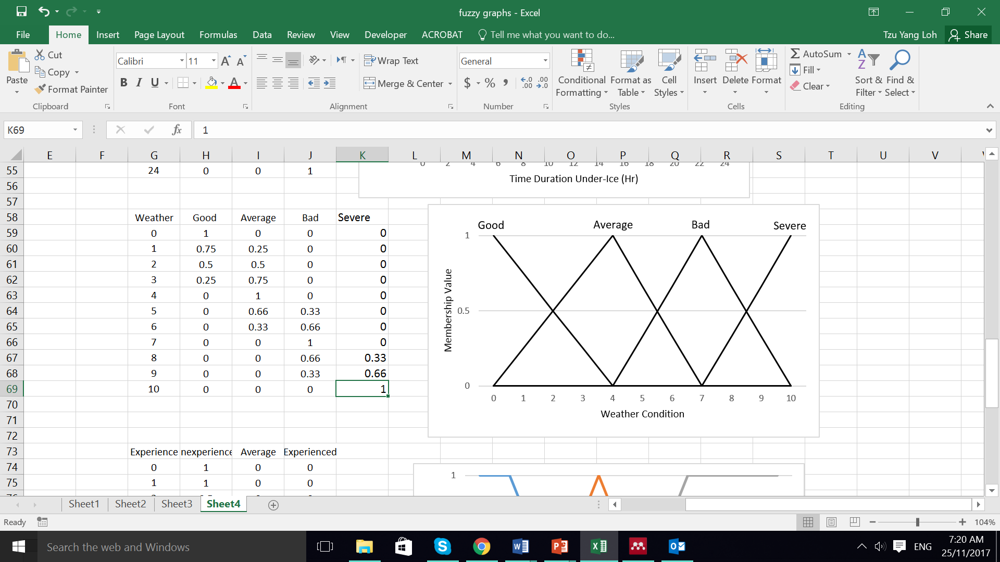 fuzzy graphs - Excel
File Home Insert Page Layout Formulas Data Review View Developer ACROBAT Tell me what you want to do... Tzu Yang Loh Share
Paste Cut Copy Format Painter
Clipboard
Calibri 11 A A
B I U A
Font
Wrap Text
Merge & Center
Alignment
General
$ % , .0 .00 .00 .0
Number
Conditional Formatting Format as Table Cell Styles
Styles
Insert Delete Format
Cells
AutoSum Fill Clear Sort & Filter Find & Select
Editing
K69 fx 1
E F G H I J K L M N O P Q R S T U V
55 24 0 0 1
56
57
58 Weather Good Average Bad Severe
59 0 1 0 0 0
60 1 0.75 0.25 0 0
61 2 0.5 0.5 0 0
62 3 0.25 0.75 0 0
63 4 0 1 0 0
64 5 0 0.66 0.33 0
65 6 0 0.33 0.66 0
66 7 0 0 1 0
67 8 0 0 0.66 0.33
68 9 0 0 0.33 0.66
69 10 0 0 0 1
70
71
72
73 Experience nexperience Average Experienced
74 0 1 0 0
75 1 1 0 0
0 2 4 6 8 10 12 14 16 18 20 22 24
Time Duration Under-Ice (Hr)
Good Average Bad Severe
1
0.5
0
Membership Value
0 1 2 3 4 5 6 7 8 9 10
Weather Condition
1
Sheet1 Sheet2 Sheet3 Sheet4
Ready 104%
Search the web and Windows
ENG
7:20 AM
25/11/2017